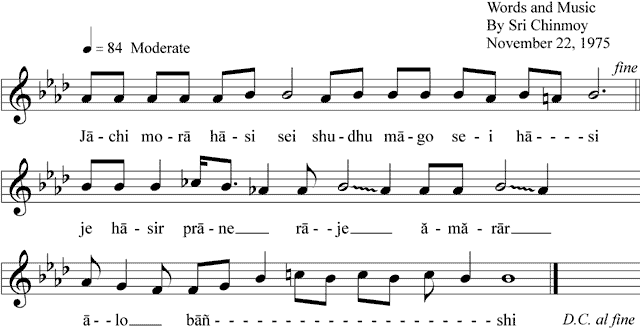 Words and Music
By Sri Chinmoy
November 22, 1975
= 84 Moderate
fine
Jā - chi mo - rā hā - si sei shu - dhu mā - go se - i hā - - - - si
je hā - sir prā - ne rā - je ă - mă - rār
ā - - lo bāñ - - - - - - - - - - - - - - - - - - - - shi D.C. al fine